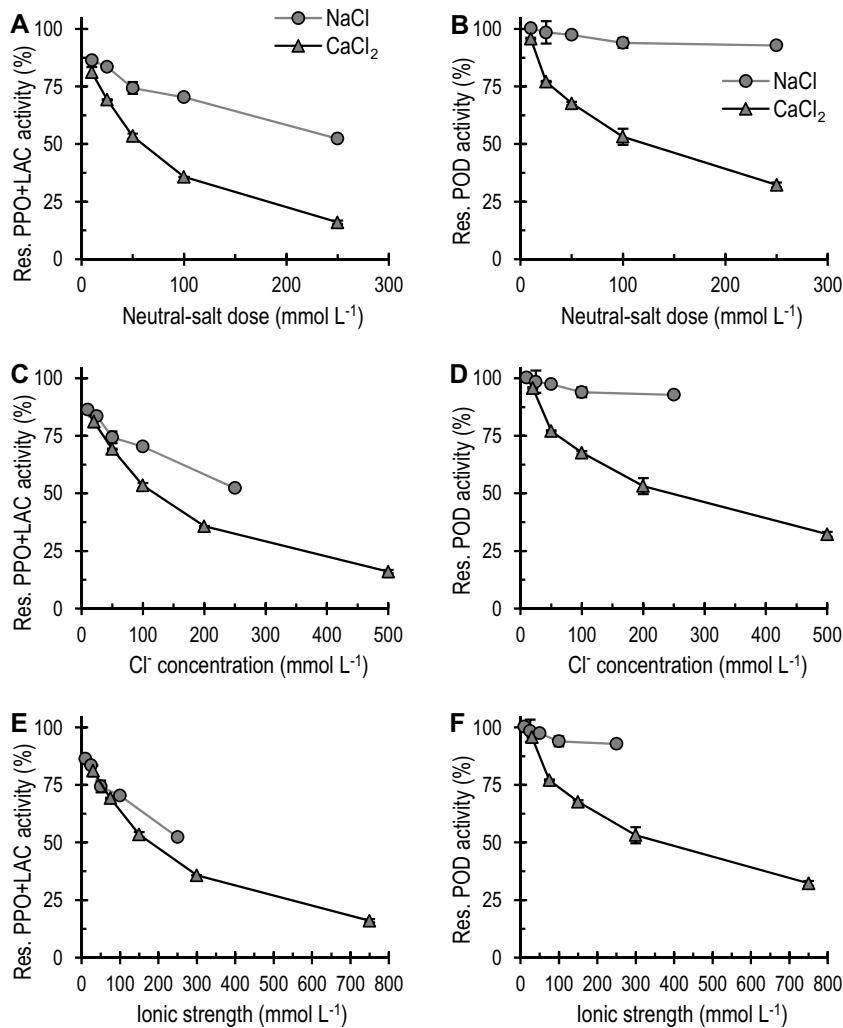 A
NaCl
CaCl₂
Res. PPO+LAC activity (%)
100
75
50
25
0
0 100 200 300
Neutral-salt dose (mmol L⁻¹)
B
NaCl
CaCl₂
Res. POD activity (%)
100
75
50
25
0
0 100 200 300
Neutral-salt dose (mmol L⁻¹)
C
Res. PPO+LAC activity (%)
100
75
50
25
0
0 100 200 300 400 500
Cl⁻ concentration (mmol L⁻¹)
D
Res. POD activity (%)
100
75
50
25
0
0 100 200 300 400 500
Cl⁻ concentration (mmol L⁻¹)
E
Res. PPO+LAC activity (%)
100
75
50
25
0
0 100 200 300 400 500 600 700 800
Ionic strength (mmol L⁻¹)
F
Res. POD activity (%)
100
75
50
25
0
0 100 200 300 400 500 600 700 800
Ionic strength (mmol L⁻¹)